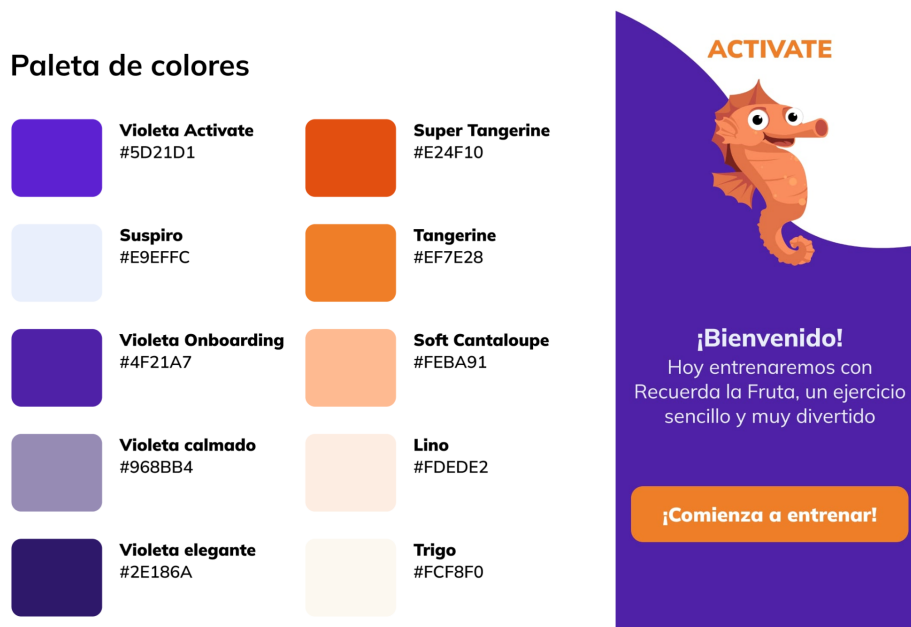 Paleta de colores
Violeta Activate
#5D21D1
Super Tangerine
#E24F10
Suspiro
#E9EFFC
Tangerine
#EF7E28
Violeta Onboarding
#4F21A7
Soft Cantaloupe
#FEBA91
Violeta calmado
#968BB4
Lino
#FDEDE2
Violeta elegante
#2E186A
Trigo
#FCF8F0
ACTIVATE
¡Bienvenido!
Hoy entrenaremos con
Recuerda la Fruta, un ejercicio
sencillo y muy divertido
¡Comienza a entrenar!